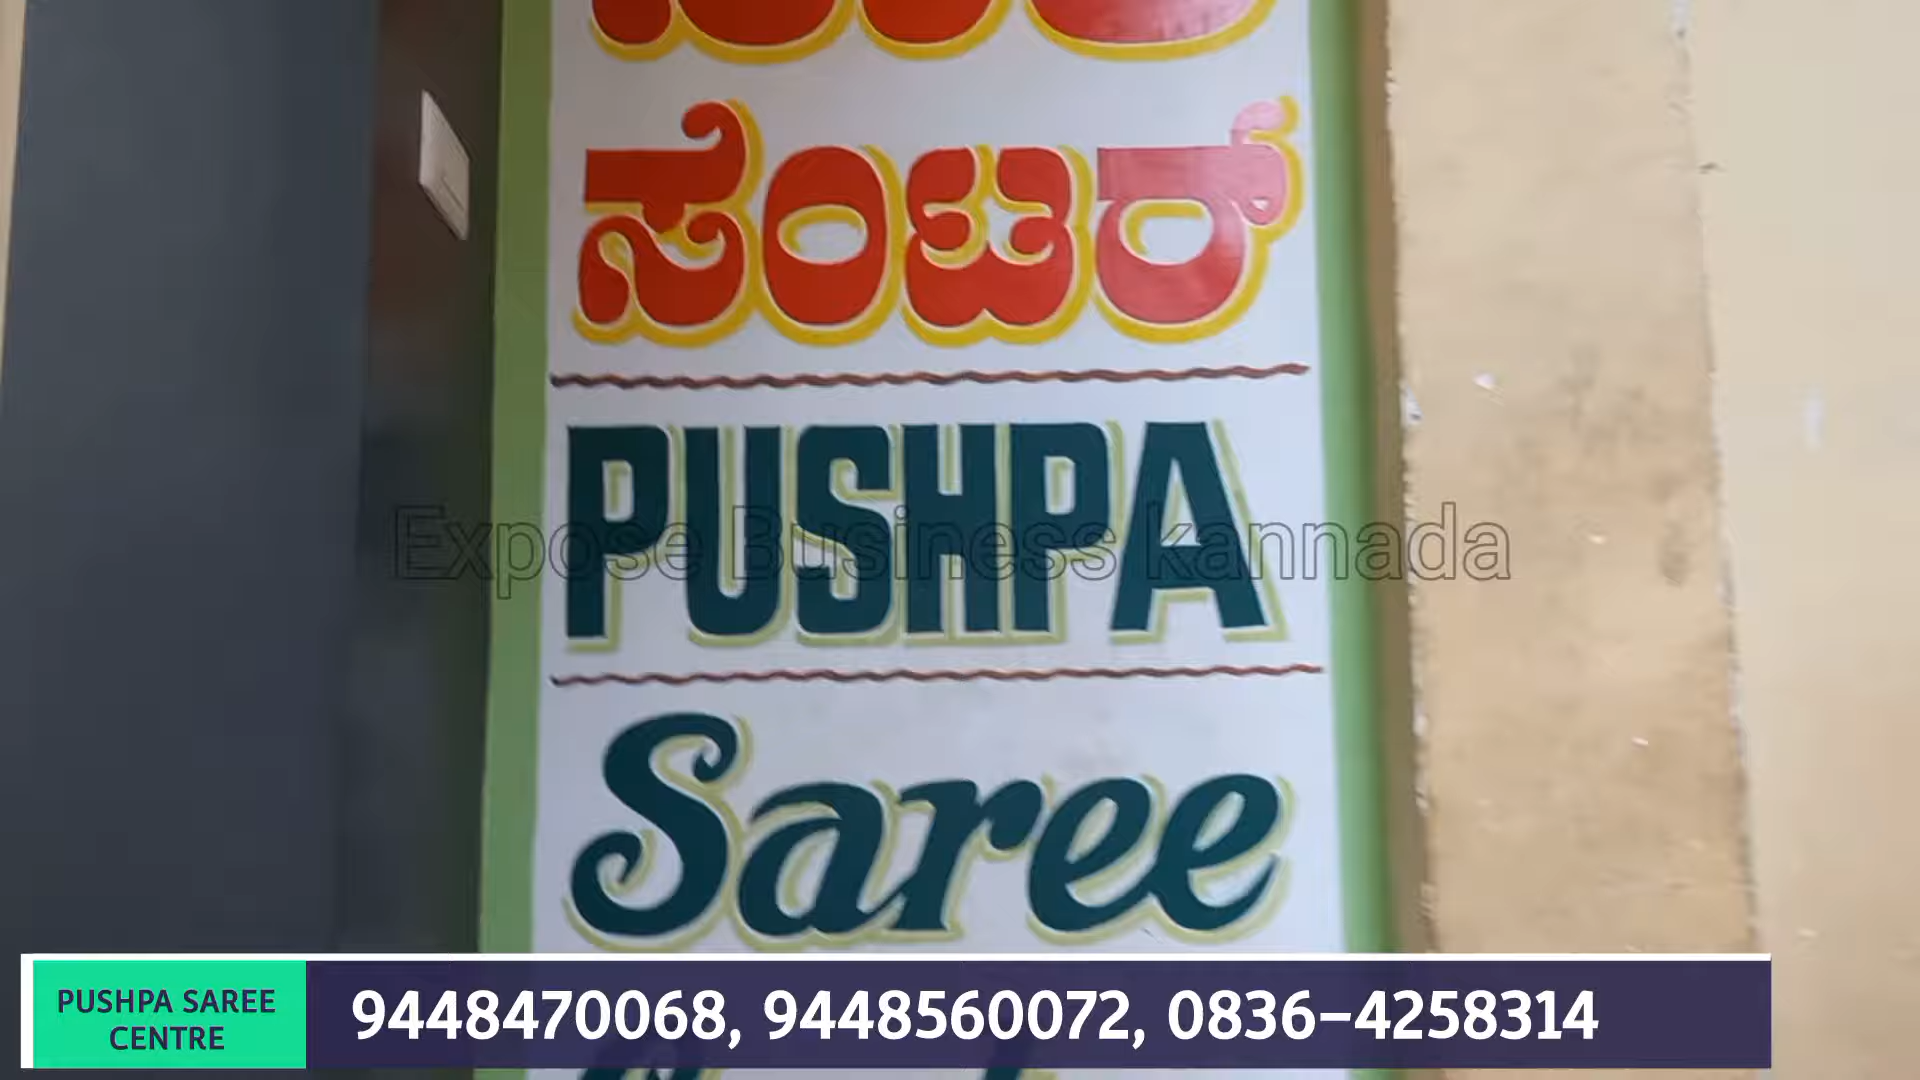 ಸೆಂಟರ್
PUSHPA
Expose Business kannada
Saree
PUSHPA SAREE
CENTRE
9448470068, 9448560072, 0836-4258314